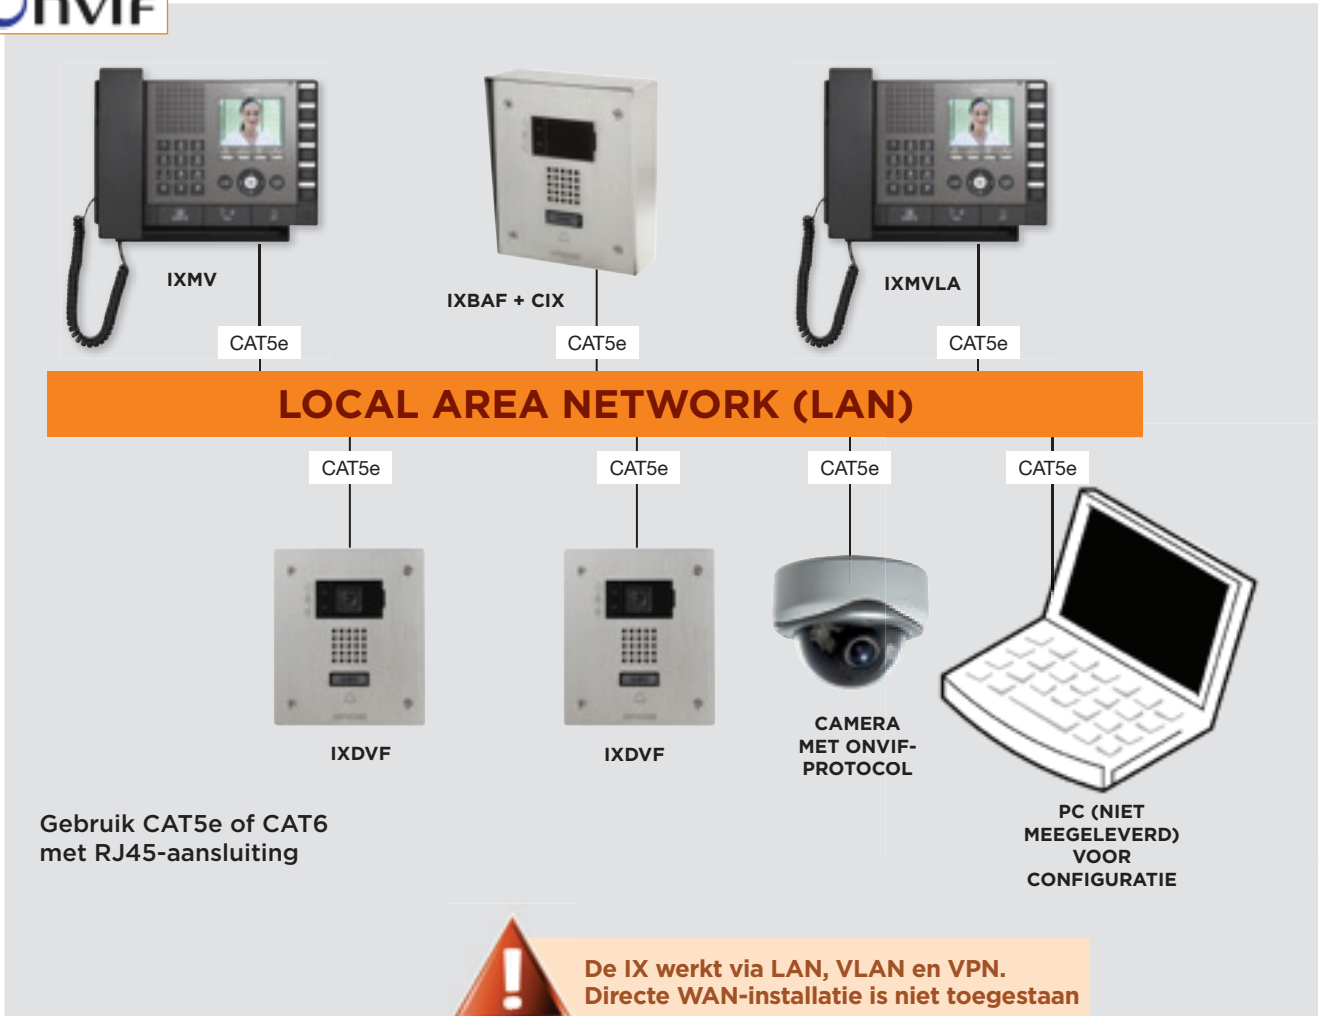 Onvif
IXMV
IXBAF + CIX
IXMVLA
CAT5e
CAT5e
CAT5e
LOCAL AREA NETWORK (LAN)
CAT5e
CAT5e
CAT5e
CAT5e
IXDVF
IXDVF
CAMERA
MET ONVIF-
PROTOCOL
PC (NIET
MEEGELEVERD)
VOOR
CONFIGURATIE
Gebruik CAT5e of CAT6
met RJ45-aansluiting
De IX werkt via LAN, VLAN en VPN.
Directe WAN-installatie is niet toegestaan